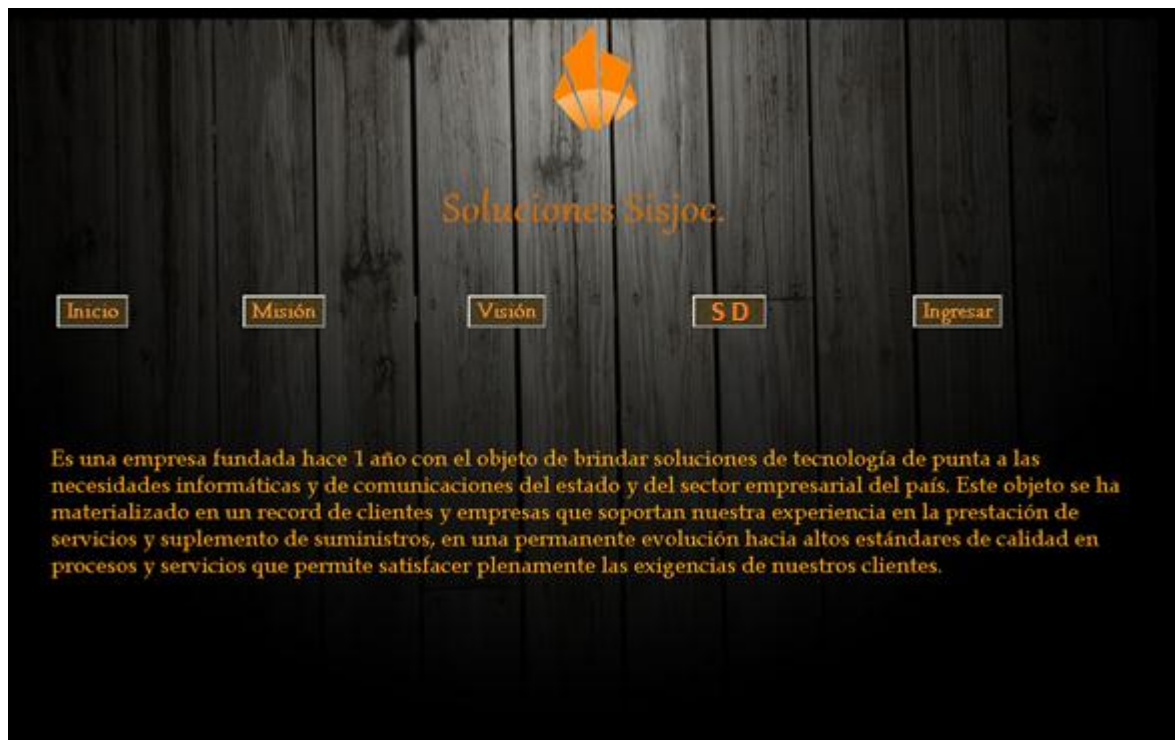 Soluciones Sisjoc.
Inicio Misión Visión S D Ingresar
Es una empresa fundada hace 1 año con el objeto de brindar soluciones de tecnología de punta a las
necesidades informáticas y de comunicaciones del estado y del sector empresarial del país. Este objeto se ha
materializado en un record de clientes y empresas que soportan nuestra experiencia en la prestación de
servicios y suplemento de suministros, en una permanente evolución hacia altos estándares de calidad en
procesos y servicios que permite satisfacer plenamente las exigencias de nuestros clientes.